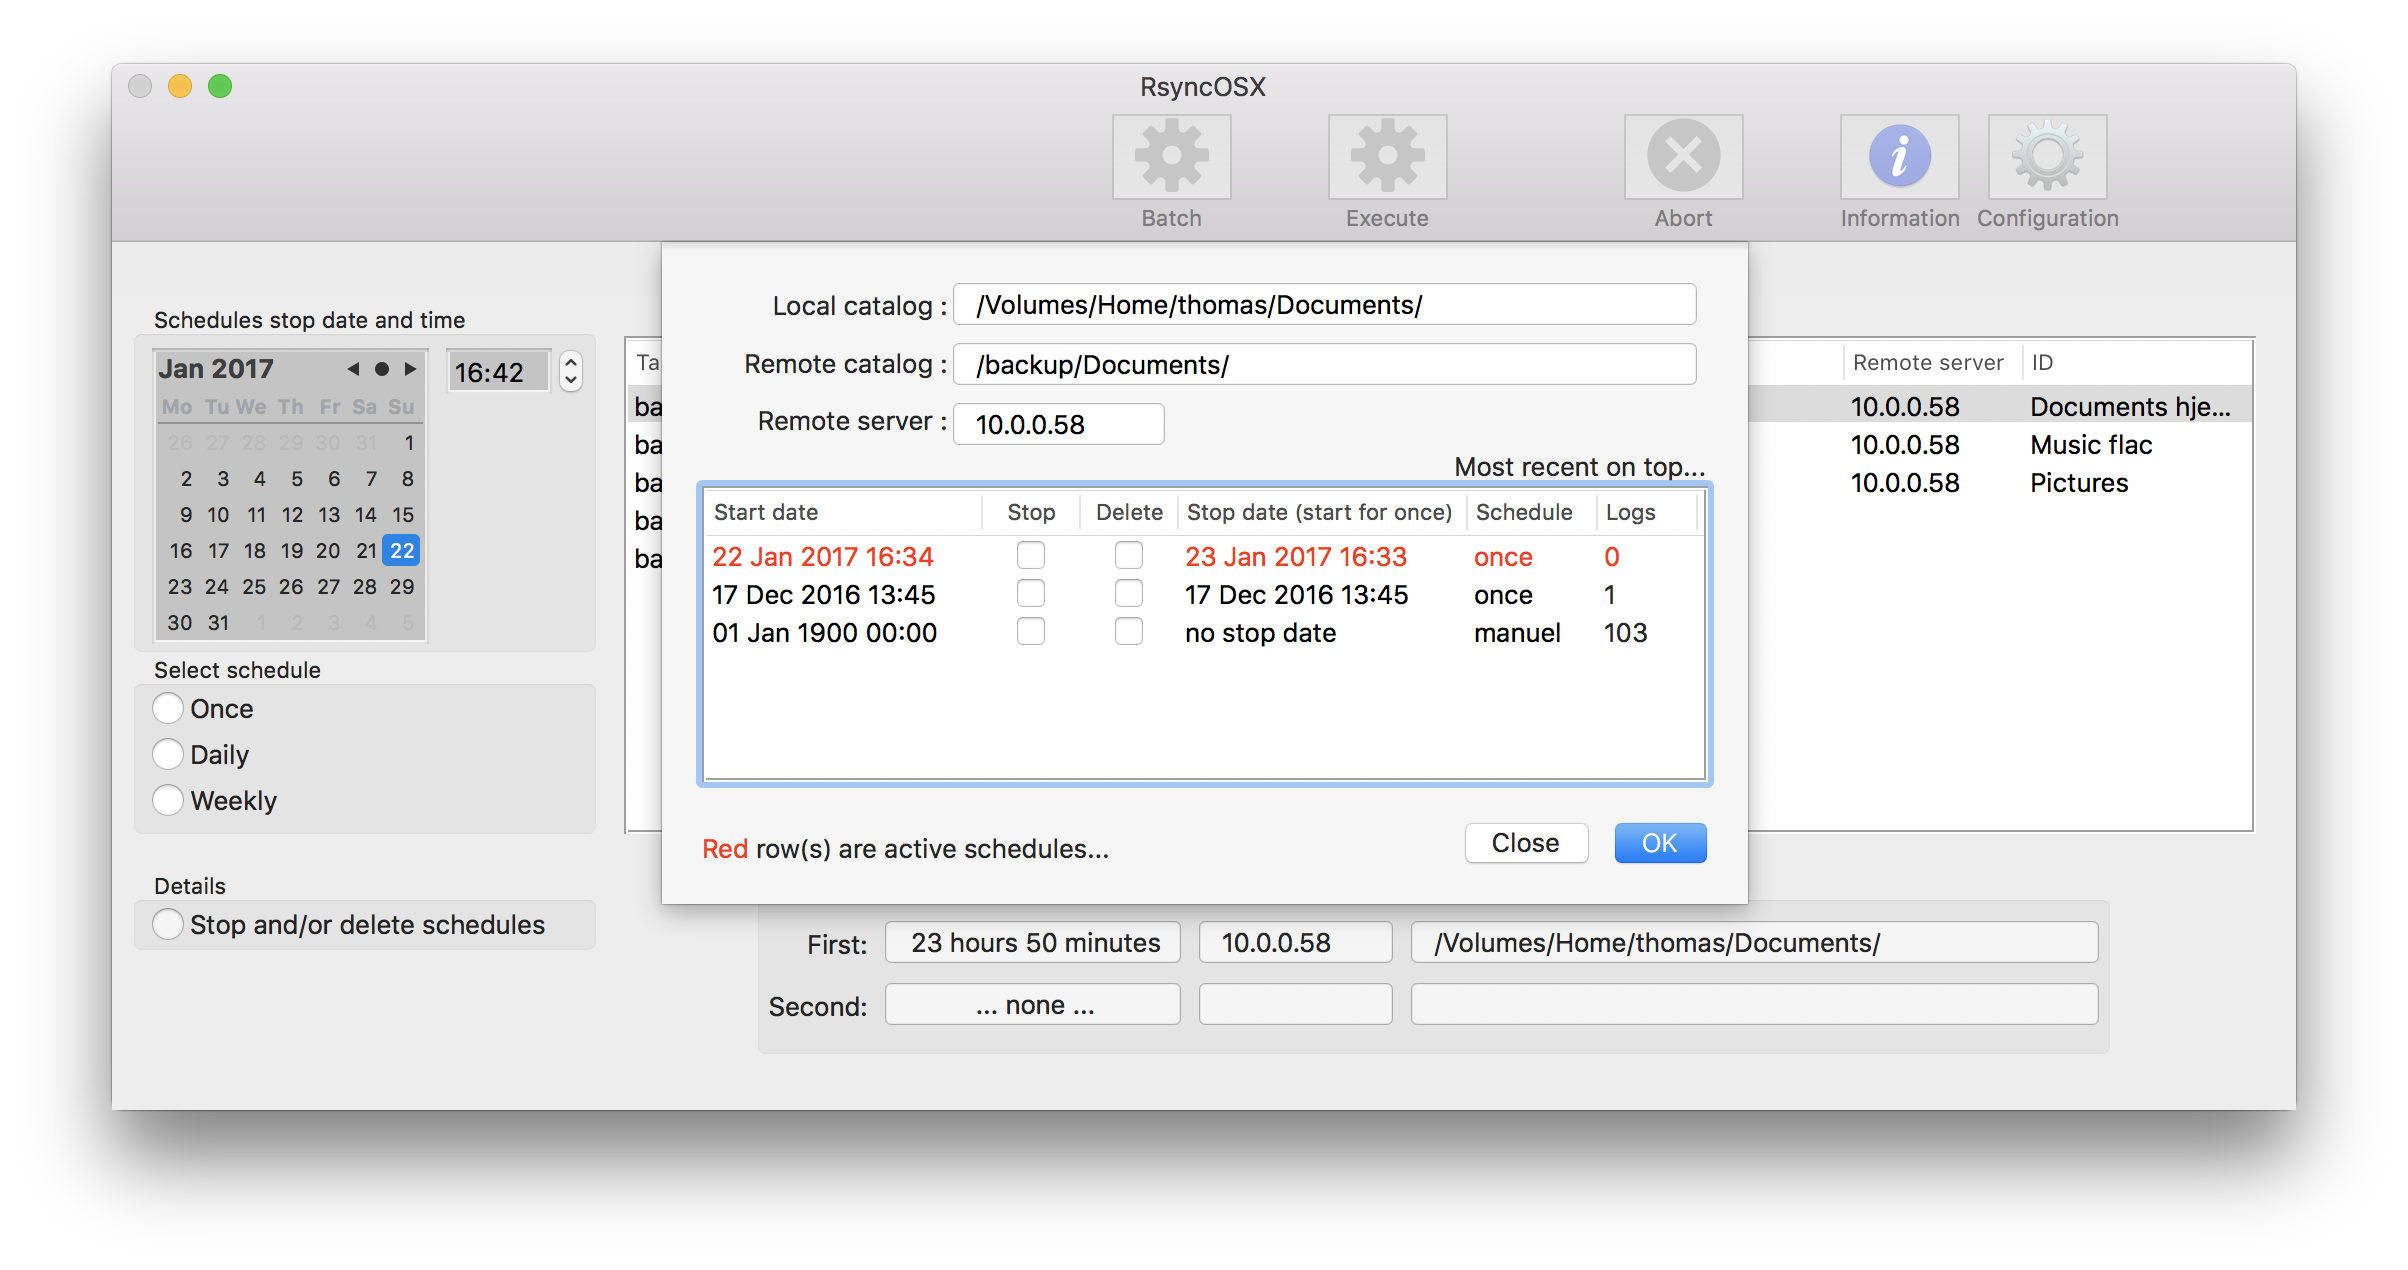 RsyncOSX
Batch Execute Abort Information Configuration
Schedules stop date and time
Jan 2017
16:42
Mo Tu We Th Fr Sa Su
26 27 28 29 30 31 1
2 3 4 5 6 7 8
9 10 11 12 13 14 15
16 17 18 19 20 21 22
23 24 25 26 27 28 29
30 31 1 2 3 4 5
Select schedule
Once
Daily
Weekly
Details
Stop and/or delete schedules
Ta
ba
ba
ba
ba
ba
Local catalog : /Volumes/Home/thomas/Documents/
Remote catalog : /backup/Documents/
Remote server : 10.0.0.58
Most recent on top...
Start date Stop Delete Stop date (start for once) Schedule Logs
22 Jan 2017 16:34 23 Jan 2017 16:33 once 0
17 Dec 2016 13:45 17 Dec 2016 13:45 once 1
01 Jan 1900 00:00 no stop date manuel 103
Red row(s) are active schedules...
Close OK
Remote server ID
10.0.0.58 Documents hje...
10.0.0.58 Music flac
10.0.0.58 Pictures
First: 23 hours 50 minutes 10.0.0.58 /Volumes/Home/thomas/Documents/
Second: ... none ...